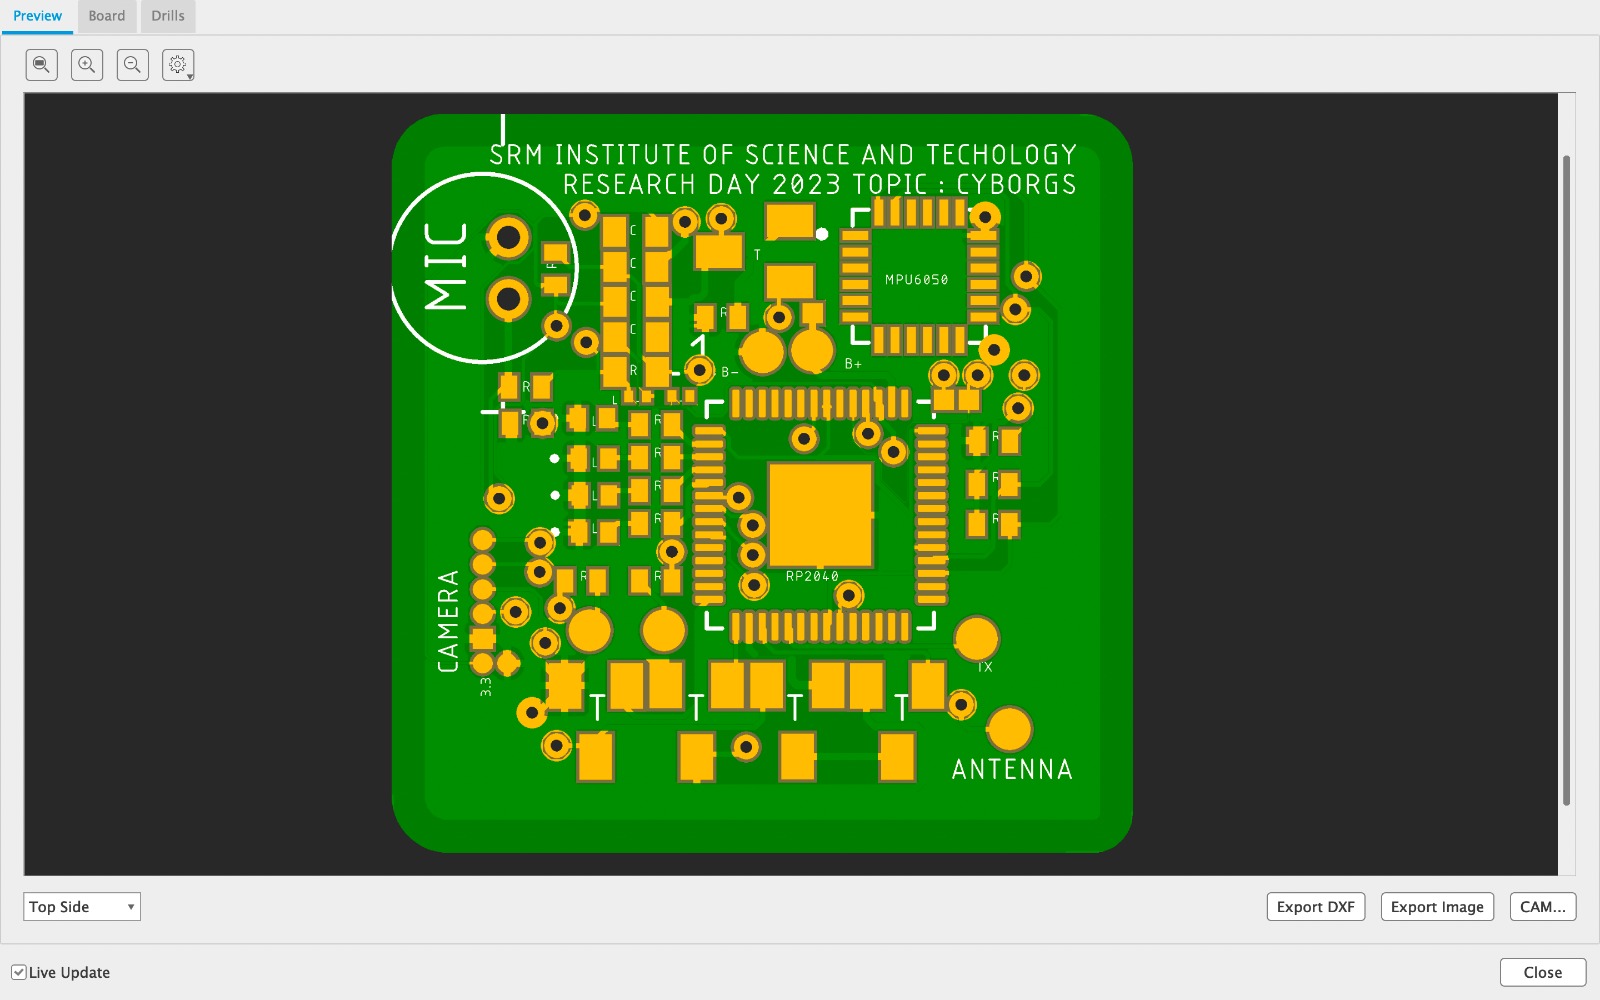 Preview Board Drills
SRM INSTITUTE OF SCIENCE AND TECHOLOGY
RESEARCH DAY 2023 TOPIC : CYBORGS
MIC
C
C
C
C
R
T
R
1
B-
B+
MPU6050
R
L
L
R
L
R
L
R
R
R
R
R
R
RP2040
CAMERA
3.3
TX
T T T T
ANTENNA
Top Side
Export DXF Export Image CAM...
Live Update
Close